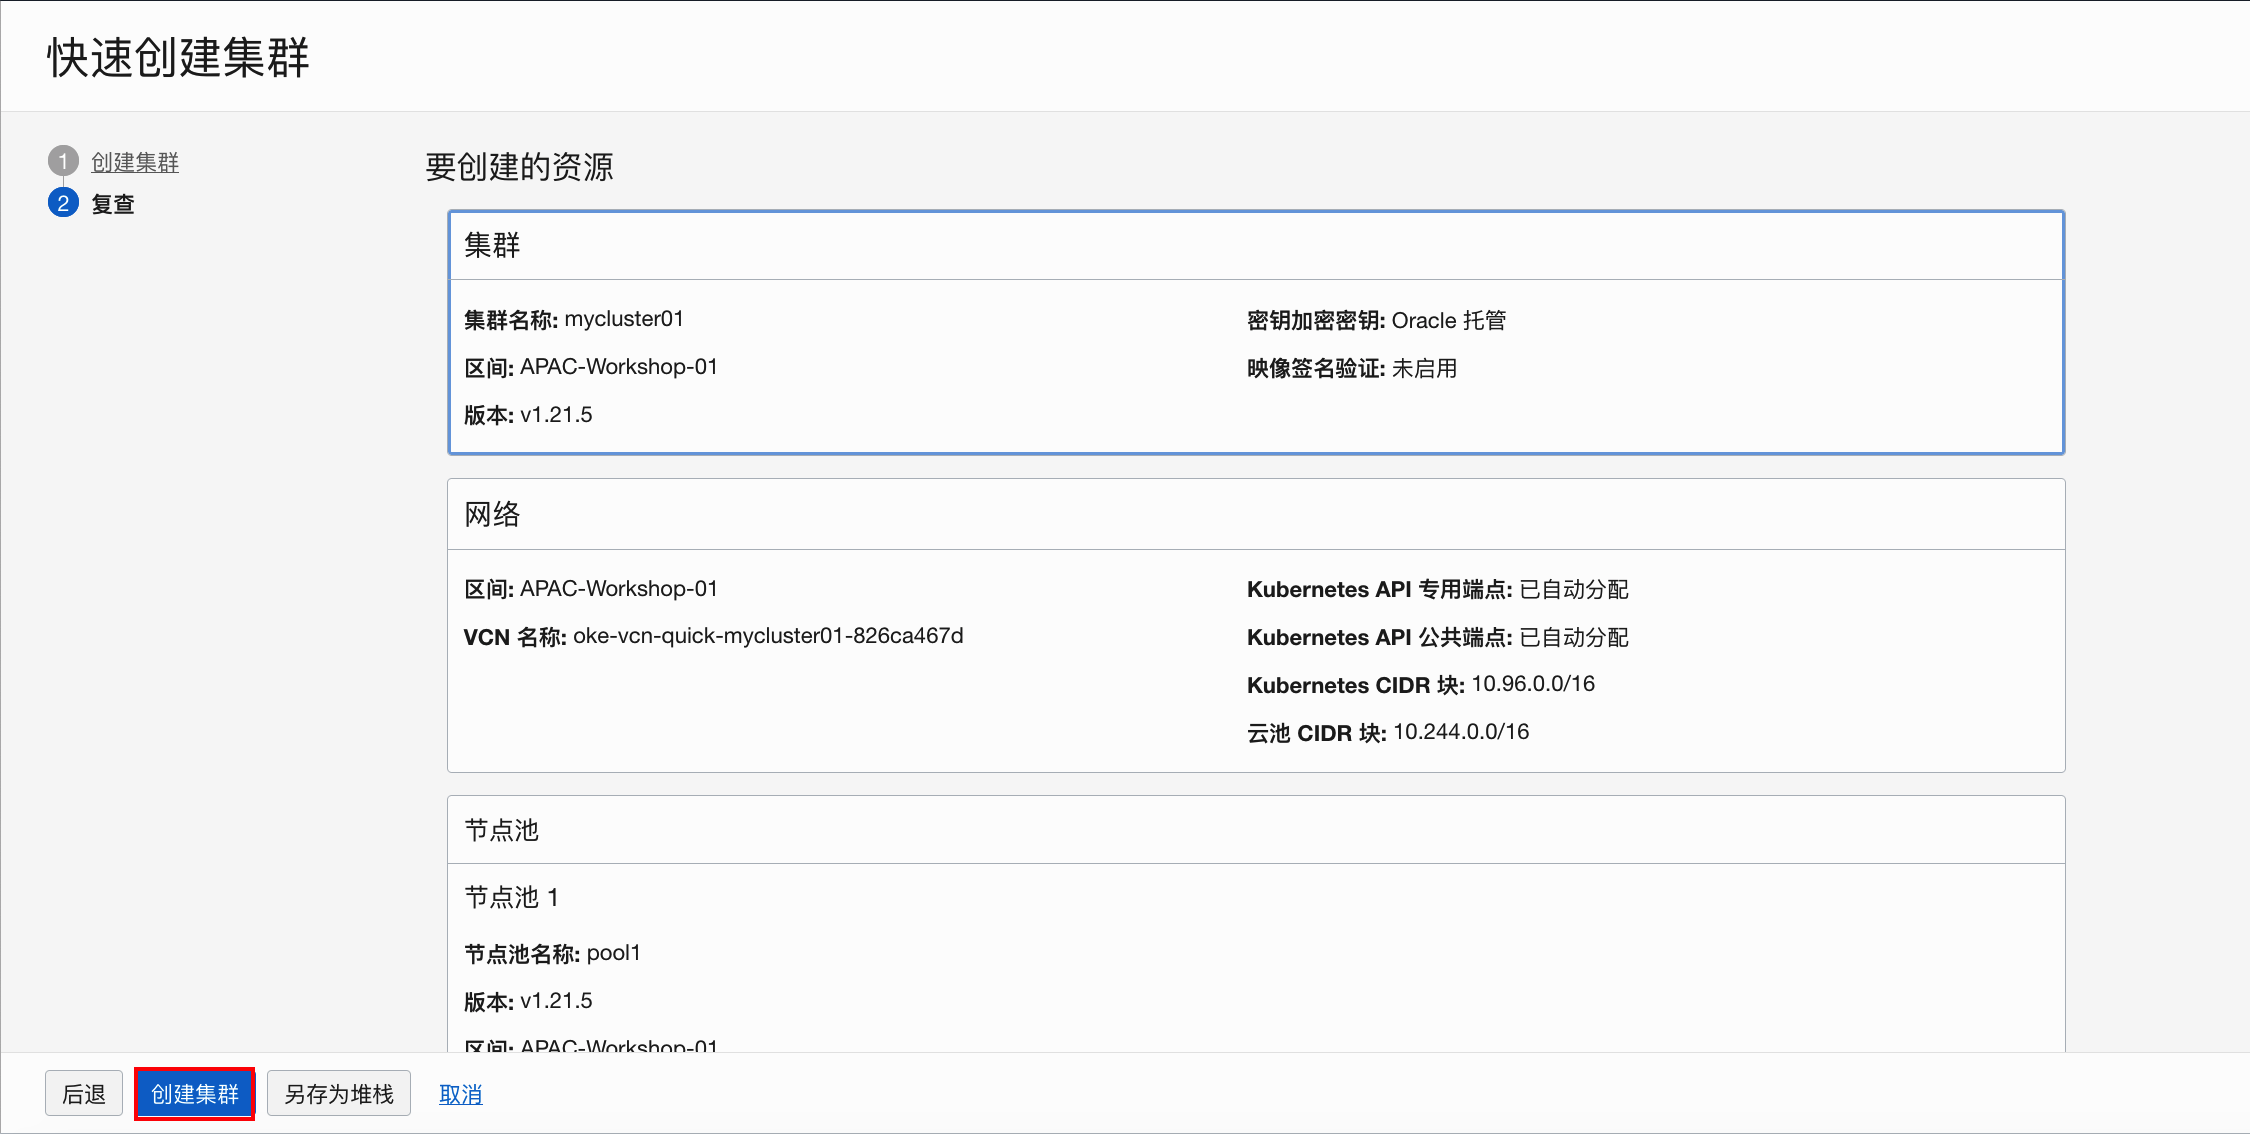 快速创建集群
1 创建集群
2 复查
要创建的资源
集群
集群名称: mycluster01
密钥加密密钥: Oracle 托管
区间: APAC-Workshop-01
映像签名验证: 未启用
版本: v1.21.5
网络
区间: APAC-Workshop-01
Kubernetes API 专用端点: 已自动分配
VCN 名称: oke-vcn-quick-mycluster01-826ca467d
Kubernetes API 公共端点: 已自动分配
Kubernetes CIDR 块: 10.96.0.0/16
云池 CIDR 块: 10.244.0.0/16
节点池
节点池 1
节点池名称: pool1
版本: v1.21.5
区间: APAC-Workshop-01
后退 创建集群 另存为堆栈 取消